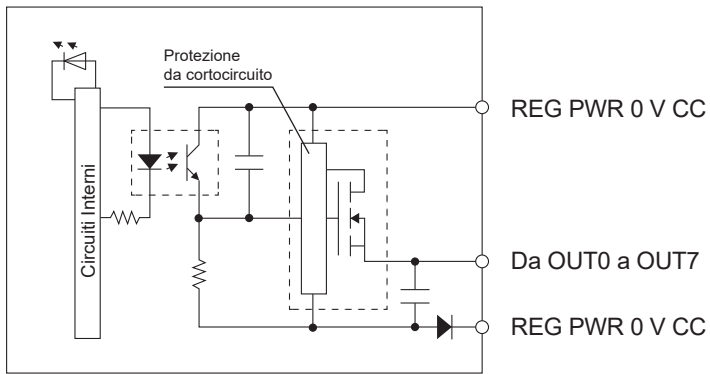 Protezione
da cortocircuito
REG PWR 0 V CC
Circuiti Interni
Da OUT0 a OUT7
REG PWR 0 V CC